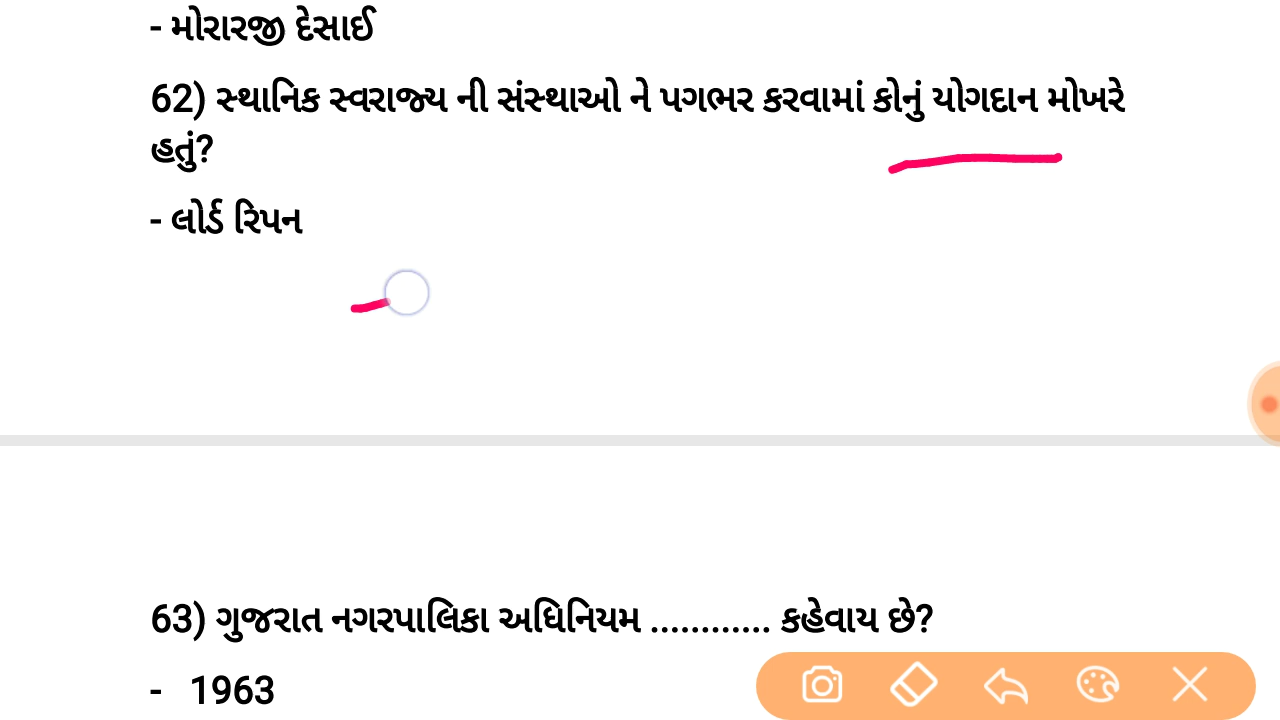 - મોરારજી દેસાઈ
62) સ્થાનિક સ્વરાજ્ય ની સંસ્થાઓ ને પગભર કરવામાં કોનું યોગદાન મોખરે
હતું?
- લોર્ડ રિપન
63) ગુજરાત નગરપાલિકા અધિનિયમ ............ કહેવાય છે?
- 1963